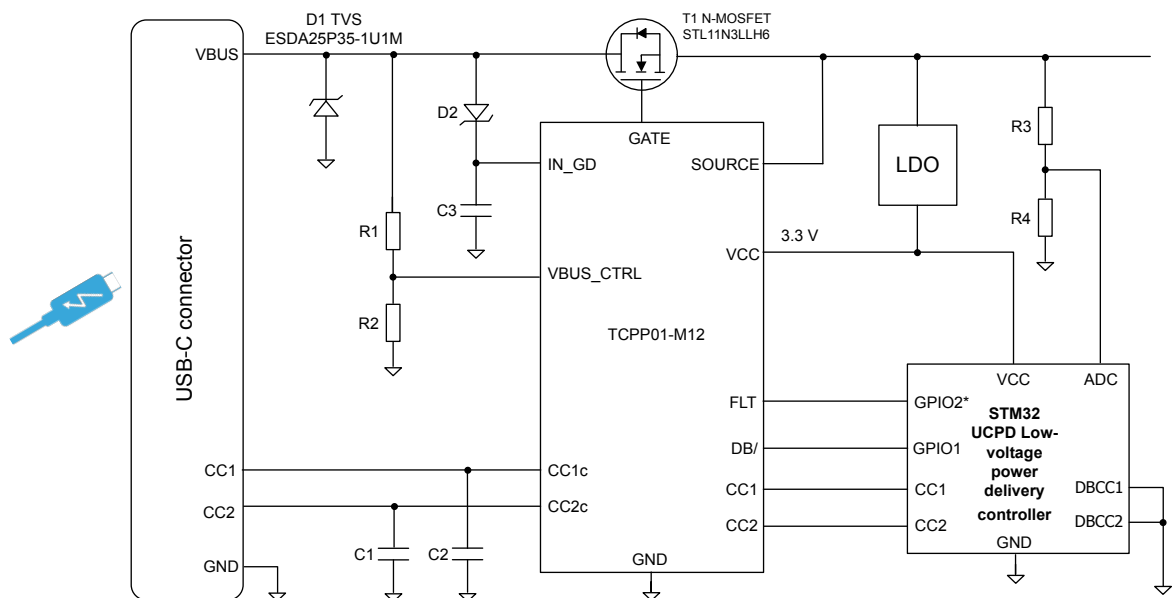 D1 TVS
ESDA25P35-1U1M
T1 N-MOSFET
STL11N3LLH6
VBUS
D2
GATE
IN_GD
SOURCE
R3
LDO
C3
R4
R1
3.3 V
VCC
VBUS_CTRL
R2
USB-C connector
TCPP01-M12
VCC
ADC
FLT
GPIO2*
STM32
UCPD Low-
voltage
power
delivery
controller
DB/
GPIO1
CC1
CC1c
CC1
CC1
DBCC1
CC2
CC2c
CC2
CC2
DBCC2
C1
C2
GND
GND
GND